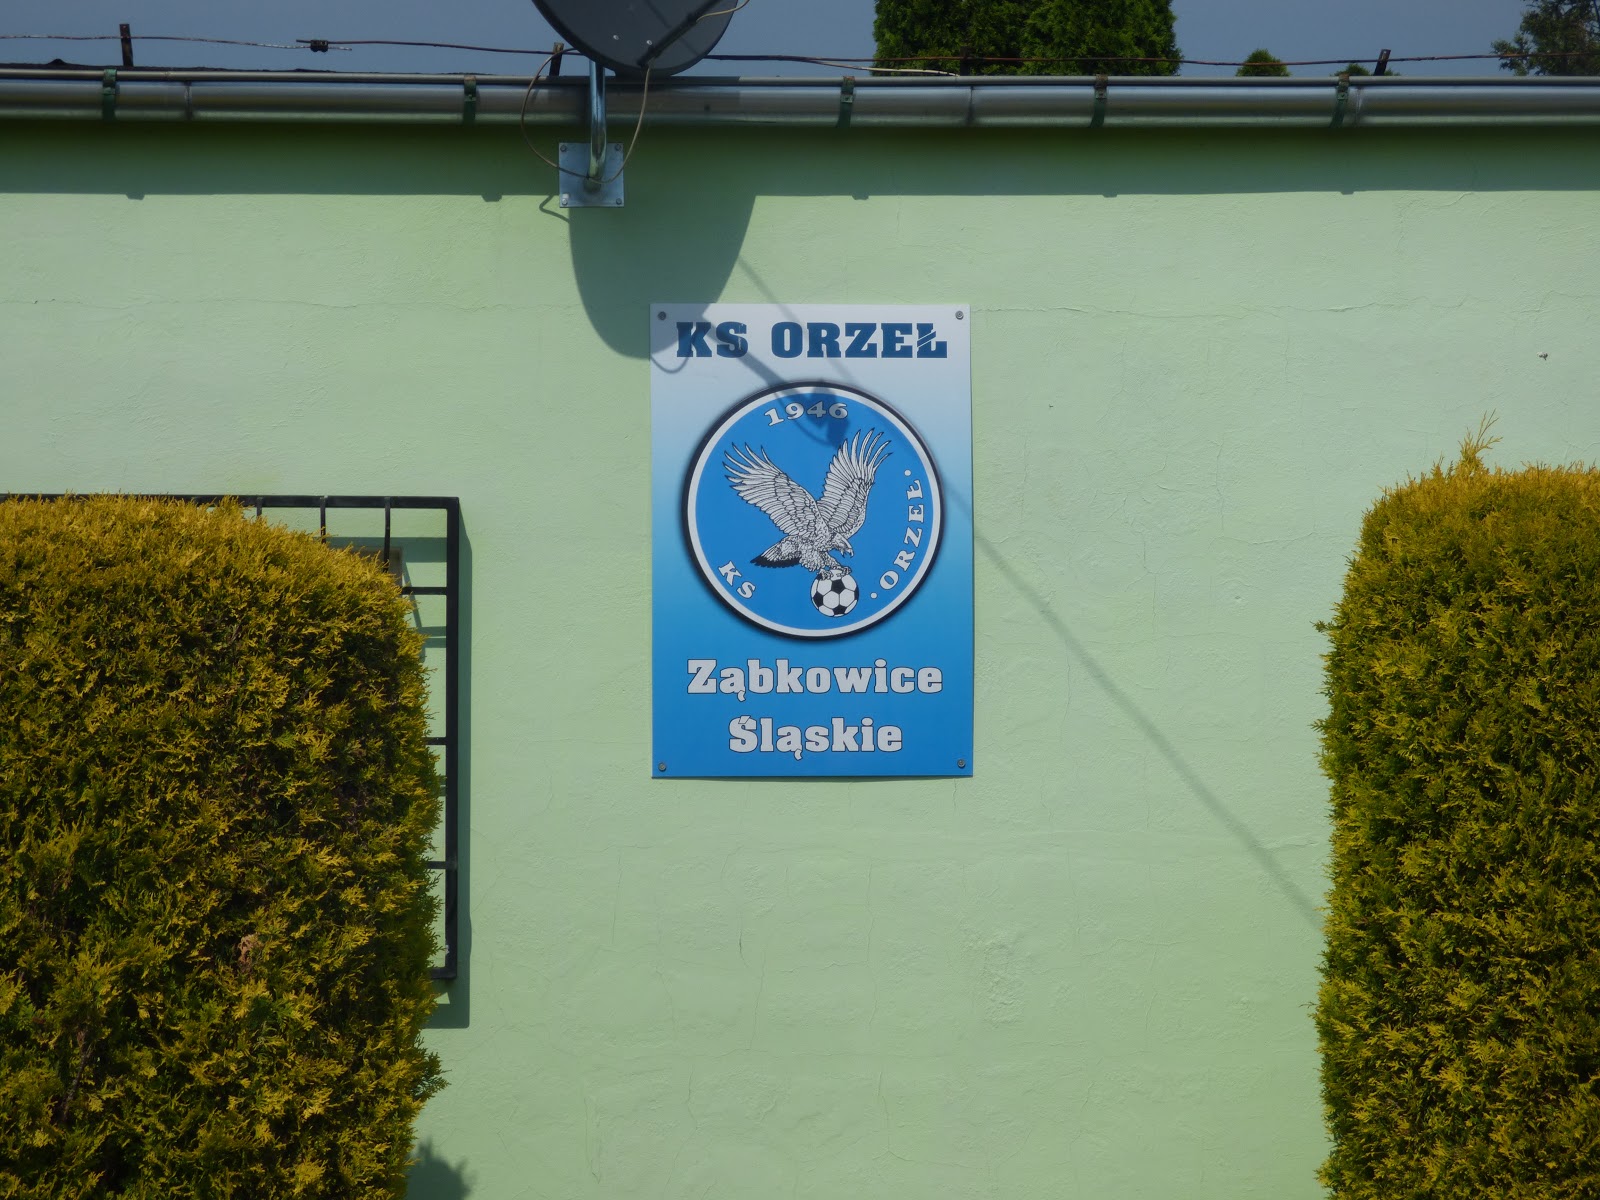 KS ORZEŁ
1946
KS
·ORZEŁ·
Ząbkowice
Śląskie